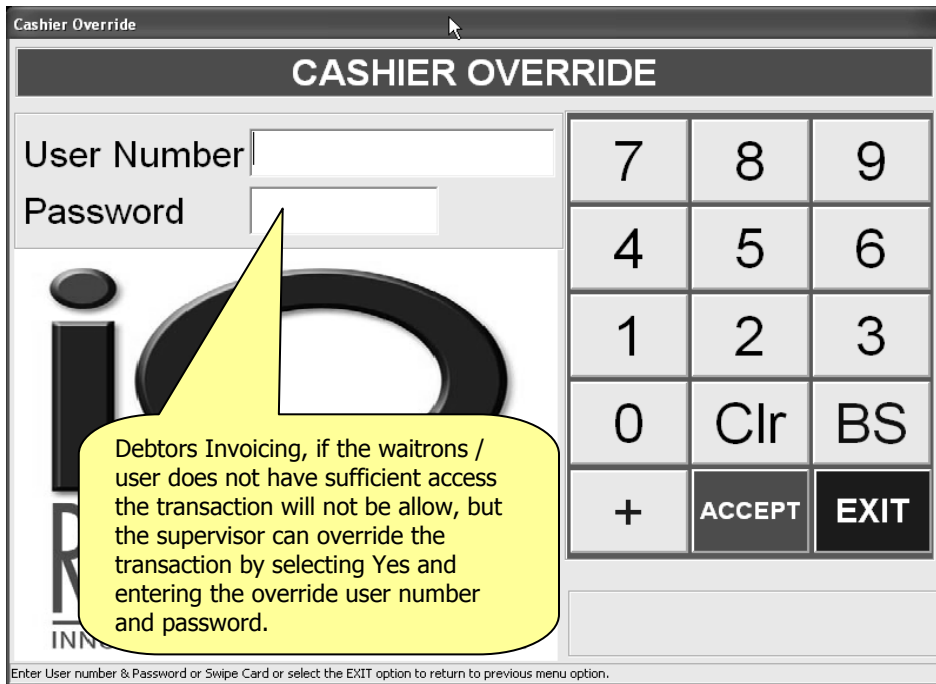 Cashier Override
CASHIER OVERRIDE
User Number
Password
7 8 9
4 5 6
1 2 3
0 Clr BS
+ ACCEPT EXIT
Debtors Invoicing, if the waitrons /
user does not have sufficient access
the transaction will not be allow, but
the supervisor can override the
transaction by selecting Yes and
entering the override user number
and password.
Enter User number & Password or Swipe Card or select the EXIT option to return to previous menu option.